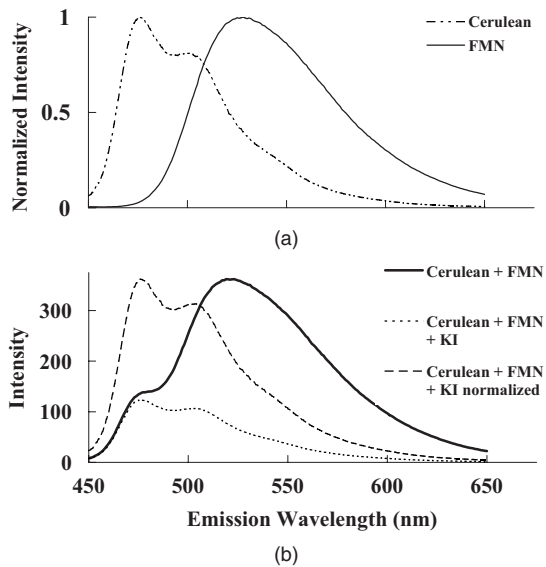 Normalized Intensity
1
0.5
0
Cerulean
FMN
(a)
Intensity
300
200
100
0
Cerulean + FMN
Cerulean + FMN
+ KI
Cerulean + FMN
+ KI normalized
450 500 550 600 650
Emission Wavelength (nm)
(b)